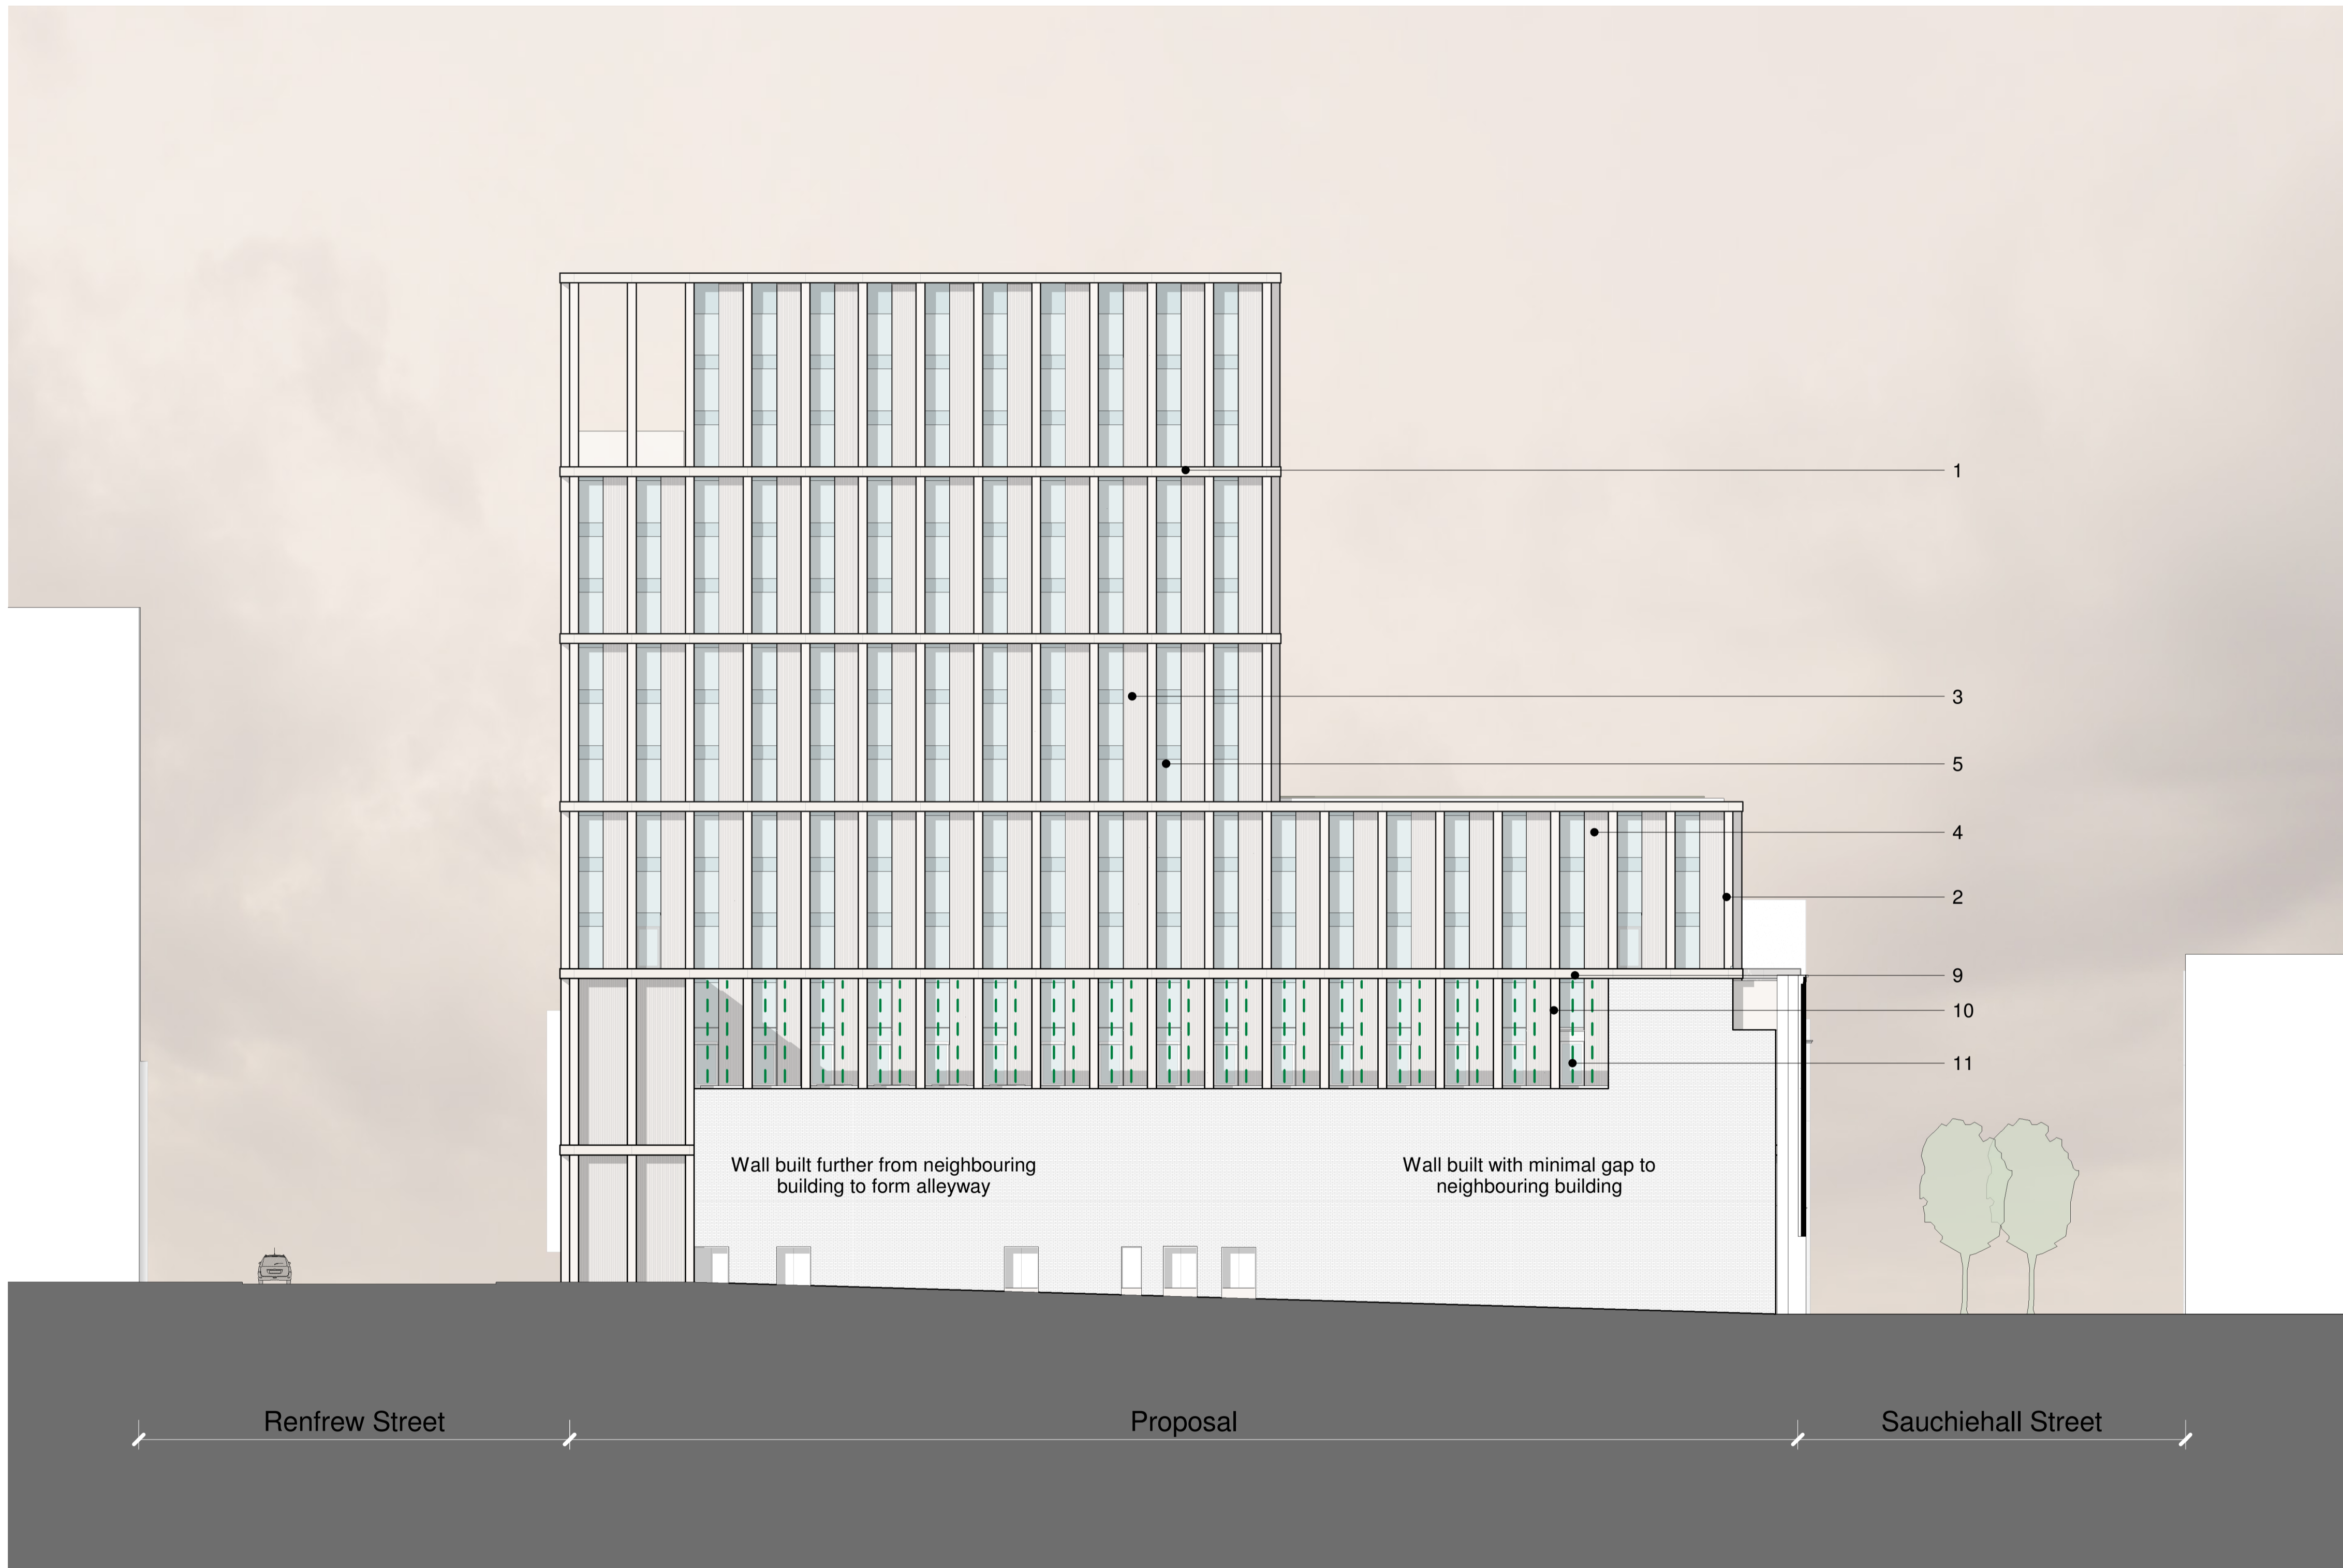 1
3
5
4
2
9
10
11
Wall built further from neighbouring
building to form alleyway
Wall built with minimal gap to
neighbouring building
Renfrew Street
Proposal
Sauchiehall Street